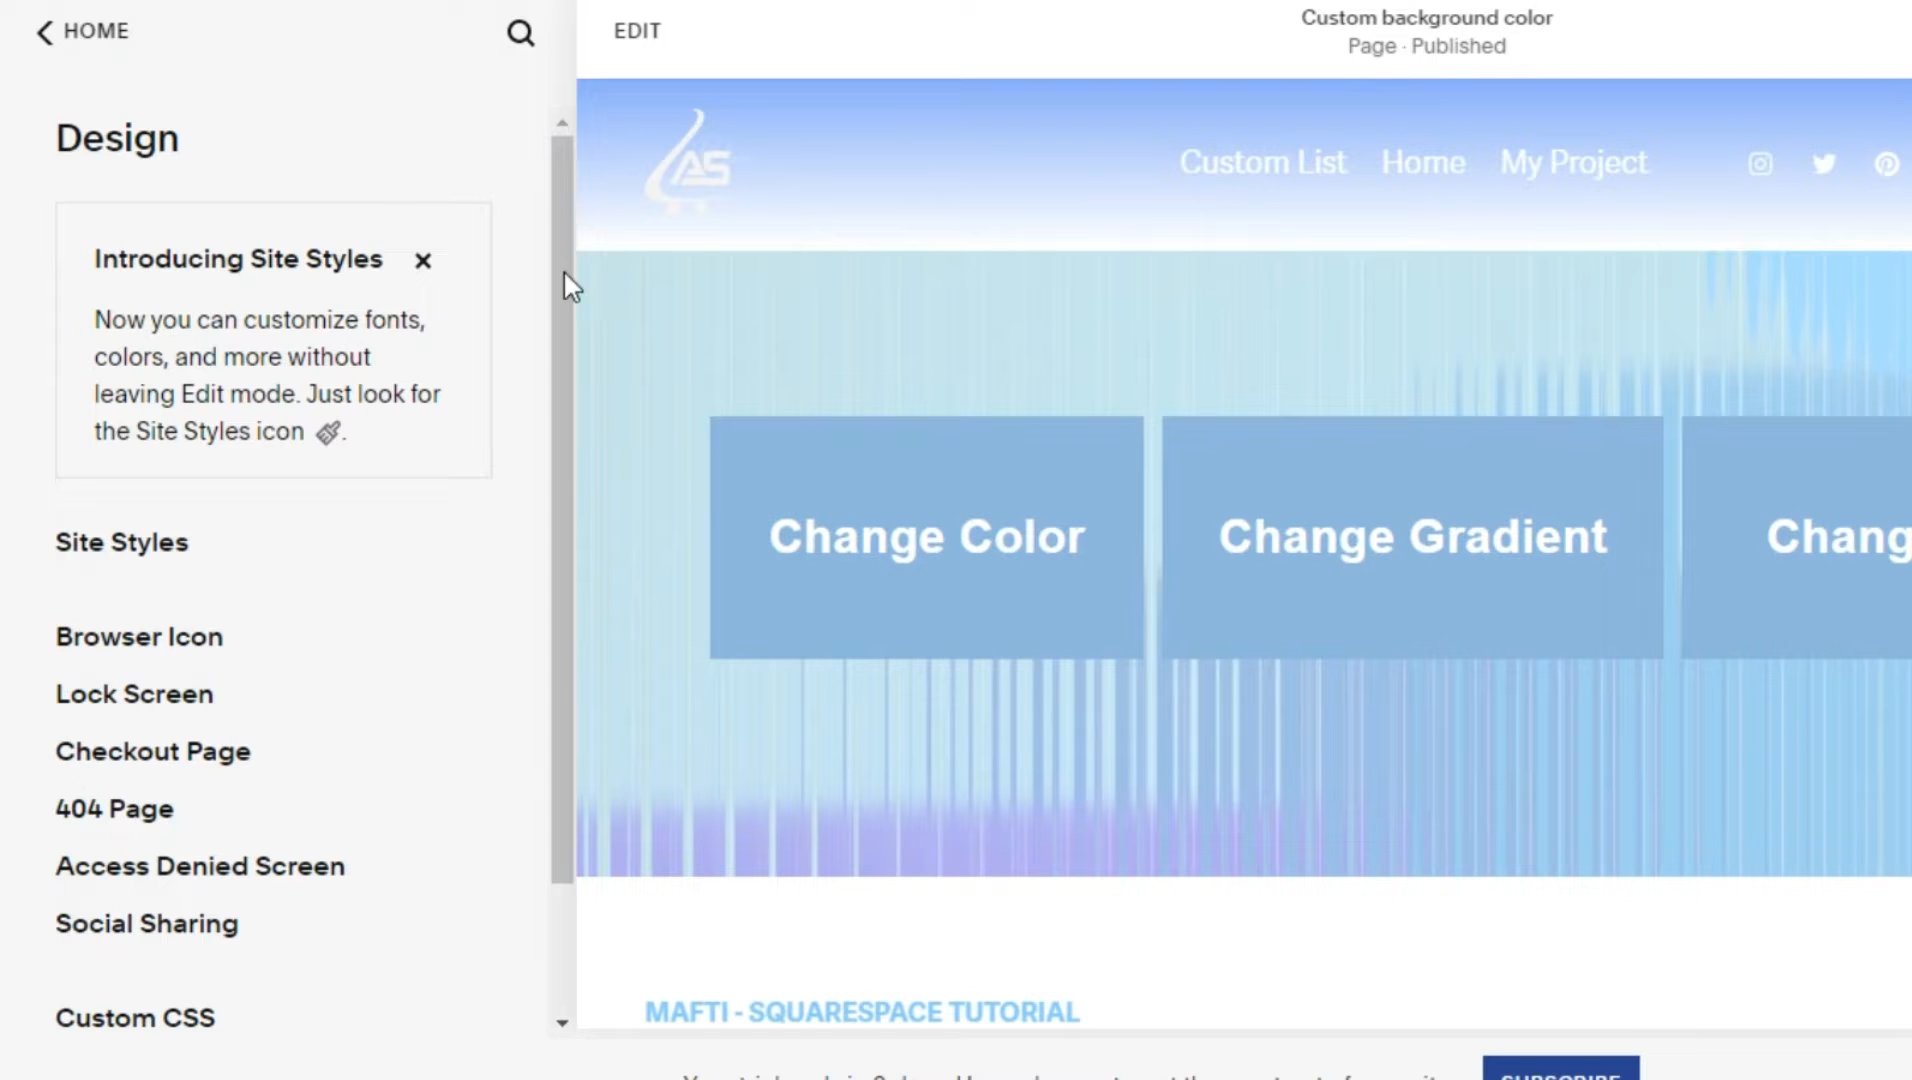 HOME
Design
Introducing Site Styles
Now you can customize fonts,
colors, and more without
leaving Edit mode. Just look for
the Site Styles icon .
Site Styles
Browser Icon
Lock Screen
Checkout Page
404 Page
Access Denied Screen
Social Sharing
Custom CSS
EDIT
Custom background color
Page · Published
AS
Custom List Home My Project
Change Color
Change Gradient
Chang
MAFTI - SQUARESPACE TUTORIAL
SUBSCRIBE